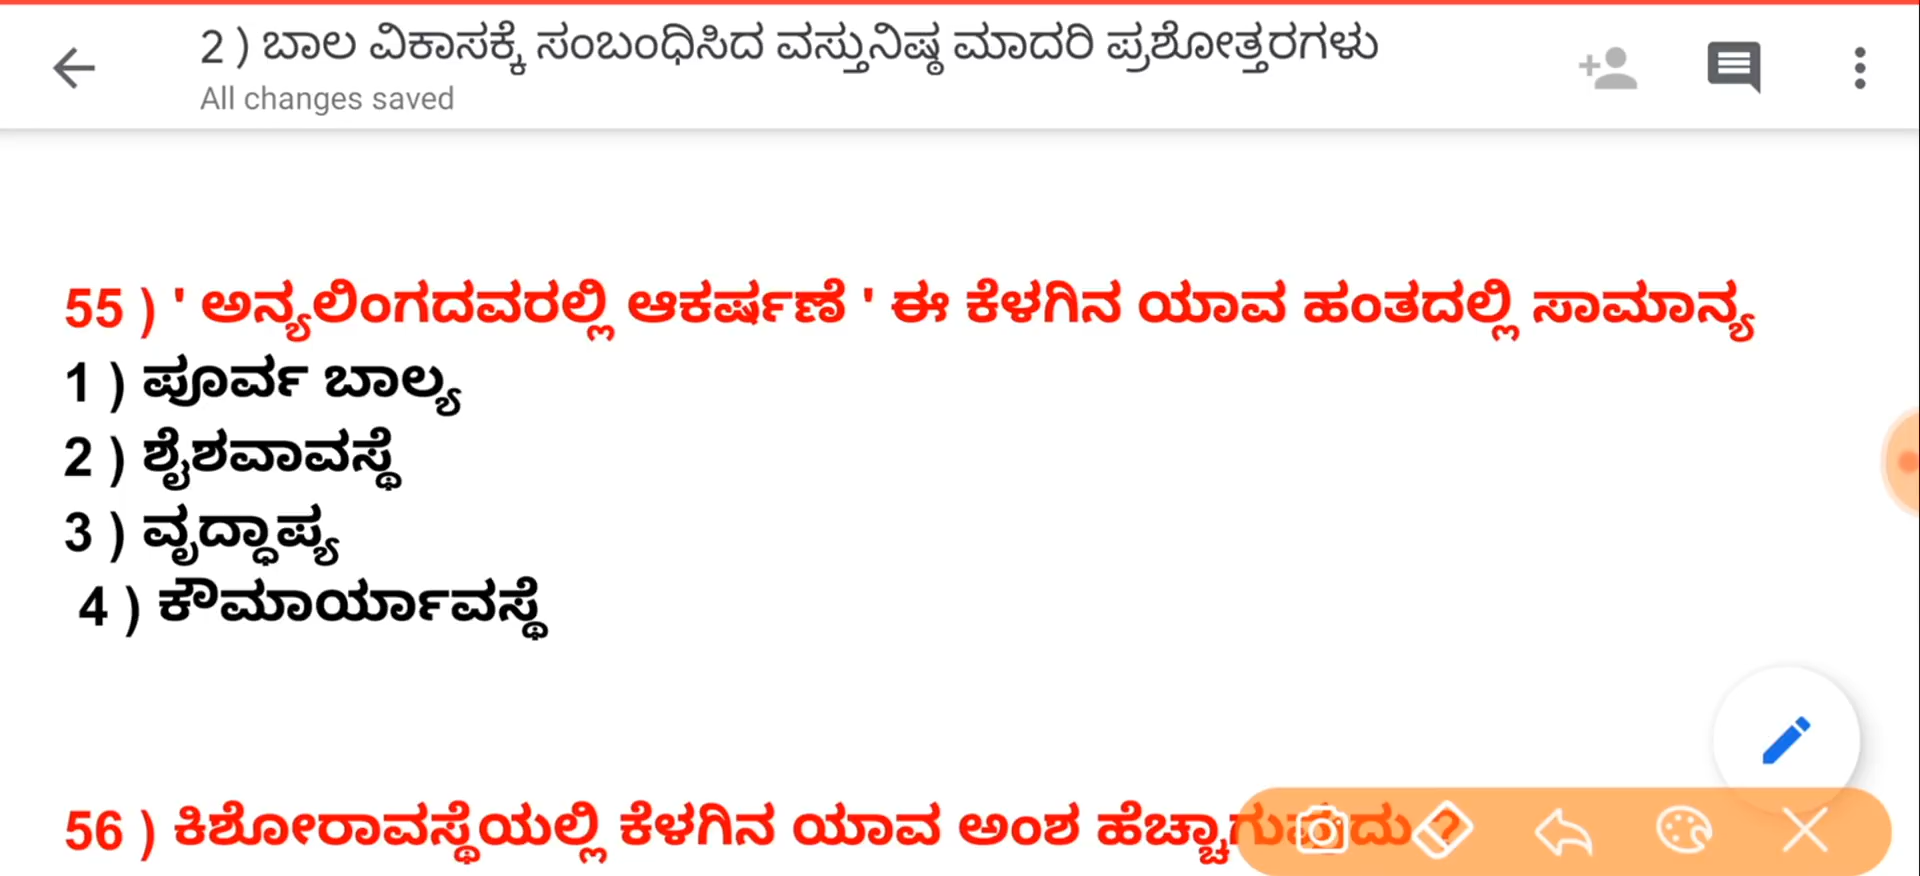 2 ) ಬಾಲ ವಿಕಾಸಕ್ಕೆ ಸಂಬಂಧಿಸಿದ ವಸ್ತುನಿಷ್ಠ ಮಾದರಿ ಪ್ರಶೋತ್ತರಗಳು
All changes saved
55 ) ' ಅನ್ಯಲಿಂಗದವರಲ್ಲಿ ಆಕರ್ಷಣೆ ' ಈ ಕೆಳಗಿನ ಯಾವ ಹಂತದಲ್ಲಿ ಸಾಮಾನ್ಯ
1 ) ಪೂರ್ವ ಬಾಲ್ಯ
2 ) ಶೈಶವಾವಸ್ಥೆ
3 ) ವೃದ್ಧಾಪ್ಯ
4 ) ಕೌಮಾರ್ಯಾವಸ್ಥೆ
56 ) ಕಿಶೋರಾವಸ್ಥೆಯಲ್ಲಿ ಕೆಳಗಿನ ಯಾವ ಅಂಶ